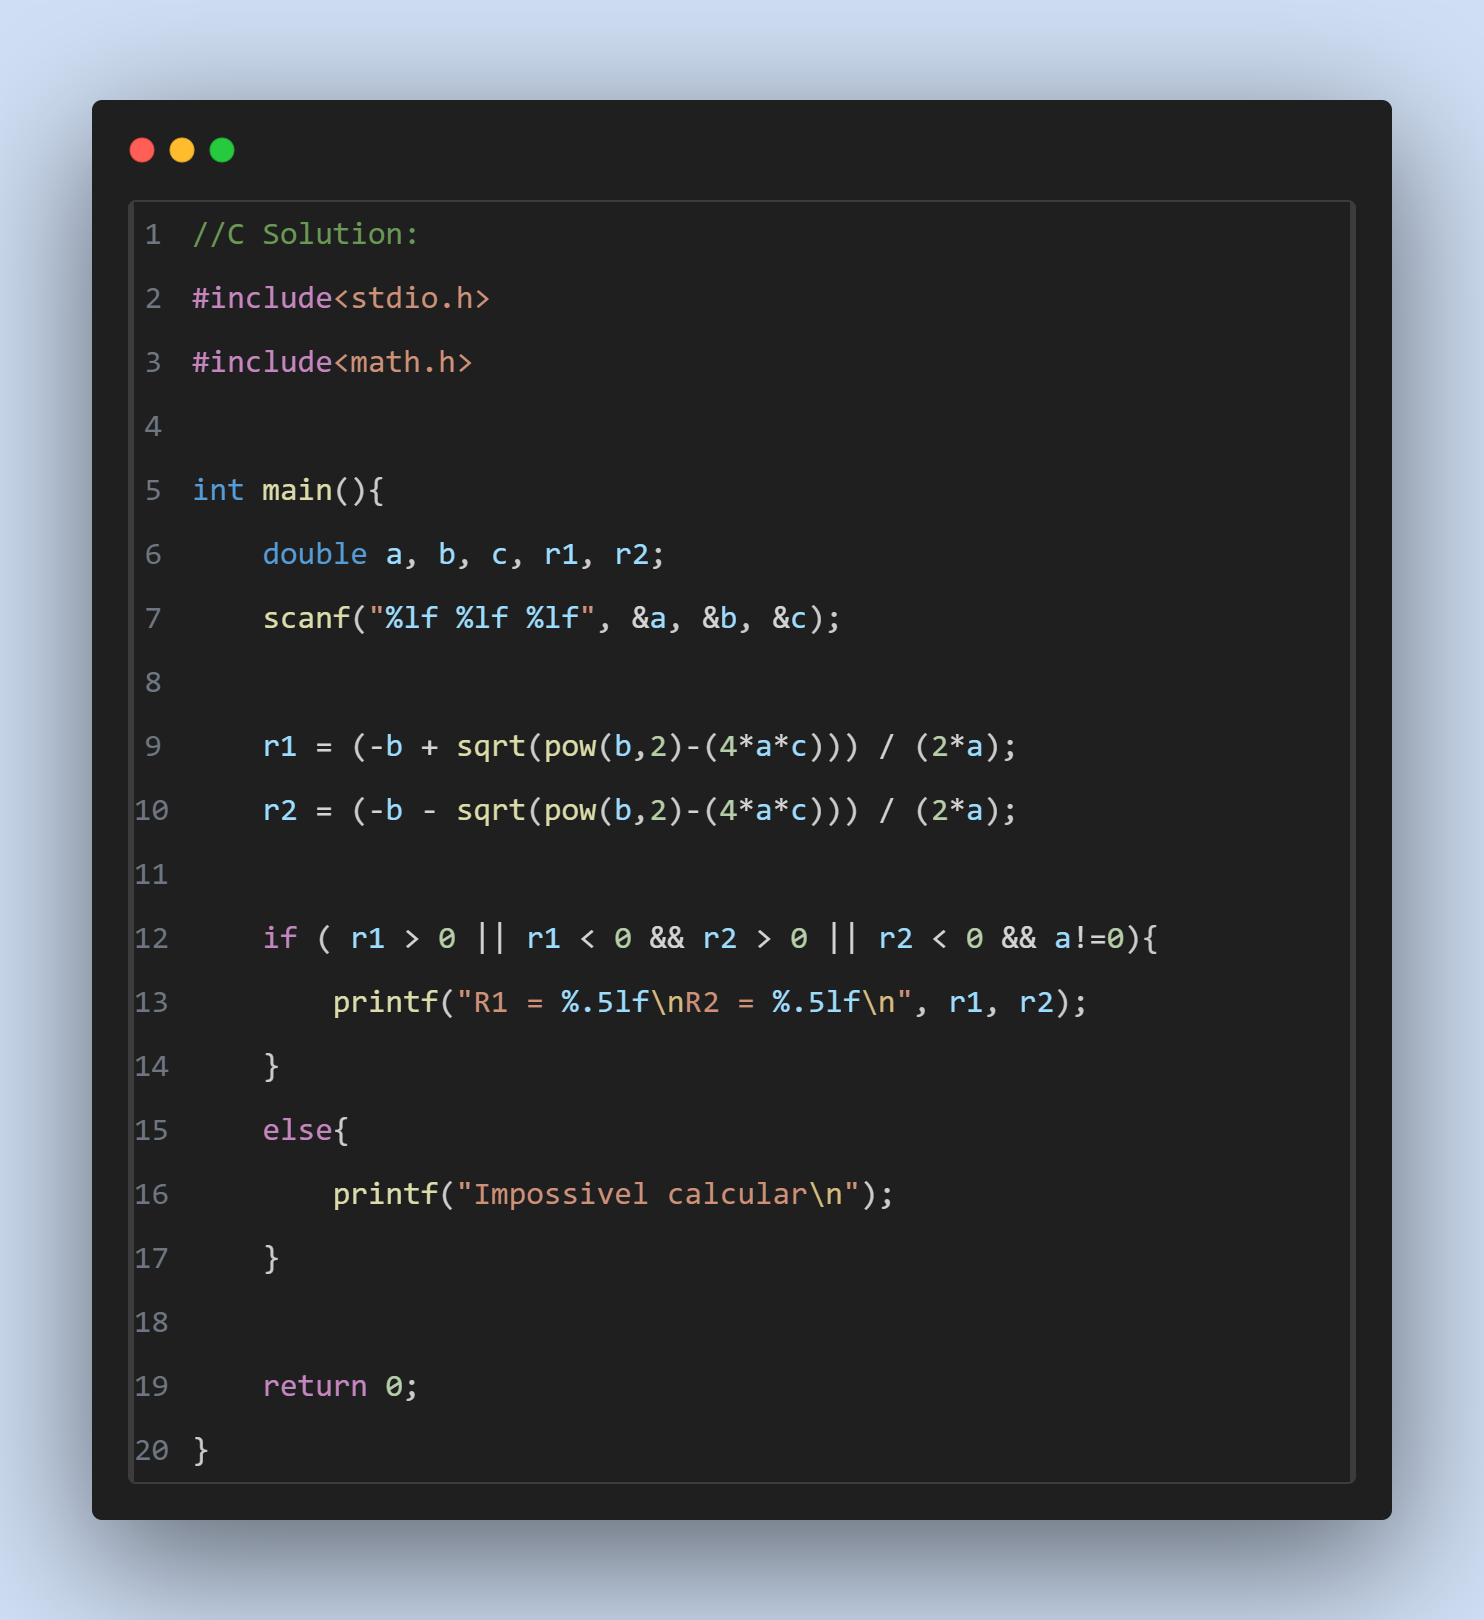 1 //C Solution:
2 #include<stdio.h>
3 #include<math.h>
4
5 int main(){
6     double a, b, c, r1, r2;
7     scanf("%lf %lf %lf", &a, &b, &c);
8
9     r1 = (-b + sqrt(pow(b,2)-(4*a*c))) / (2*a);
10     r2 = (-b - sqrt(pow(b,2)-(4*a*c))) / (2*a);
11
12     if ( r1 > 0 || r1 < 0 && r2 > 0 || r2 < 0 && a!=0){
13         printf("R1 = %.5lf\nR2 = %.5lf\n", r1, r2);
14     }
15     else{
16         printf("Impossivel calcular\n");
17     }
18
19     return 0;
20 }